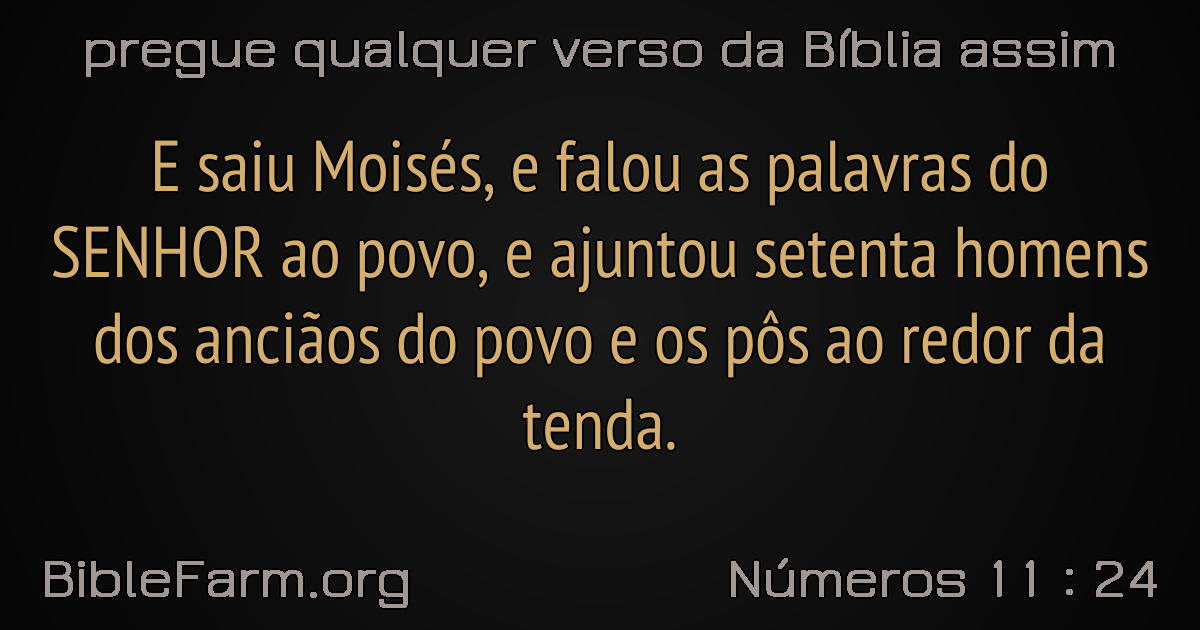 pregue qualquer verso da Bíblia assim
E saiu Moisés, e falou as palavras do
SENHOR ao povo, e ajuntou setenta homens
dos anciãos do povo e os pôs ao redor da
tenda.
BibleFarm.org
Números 11 : 24